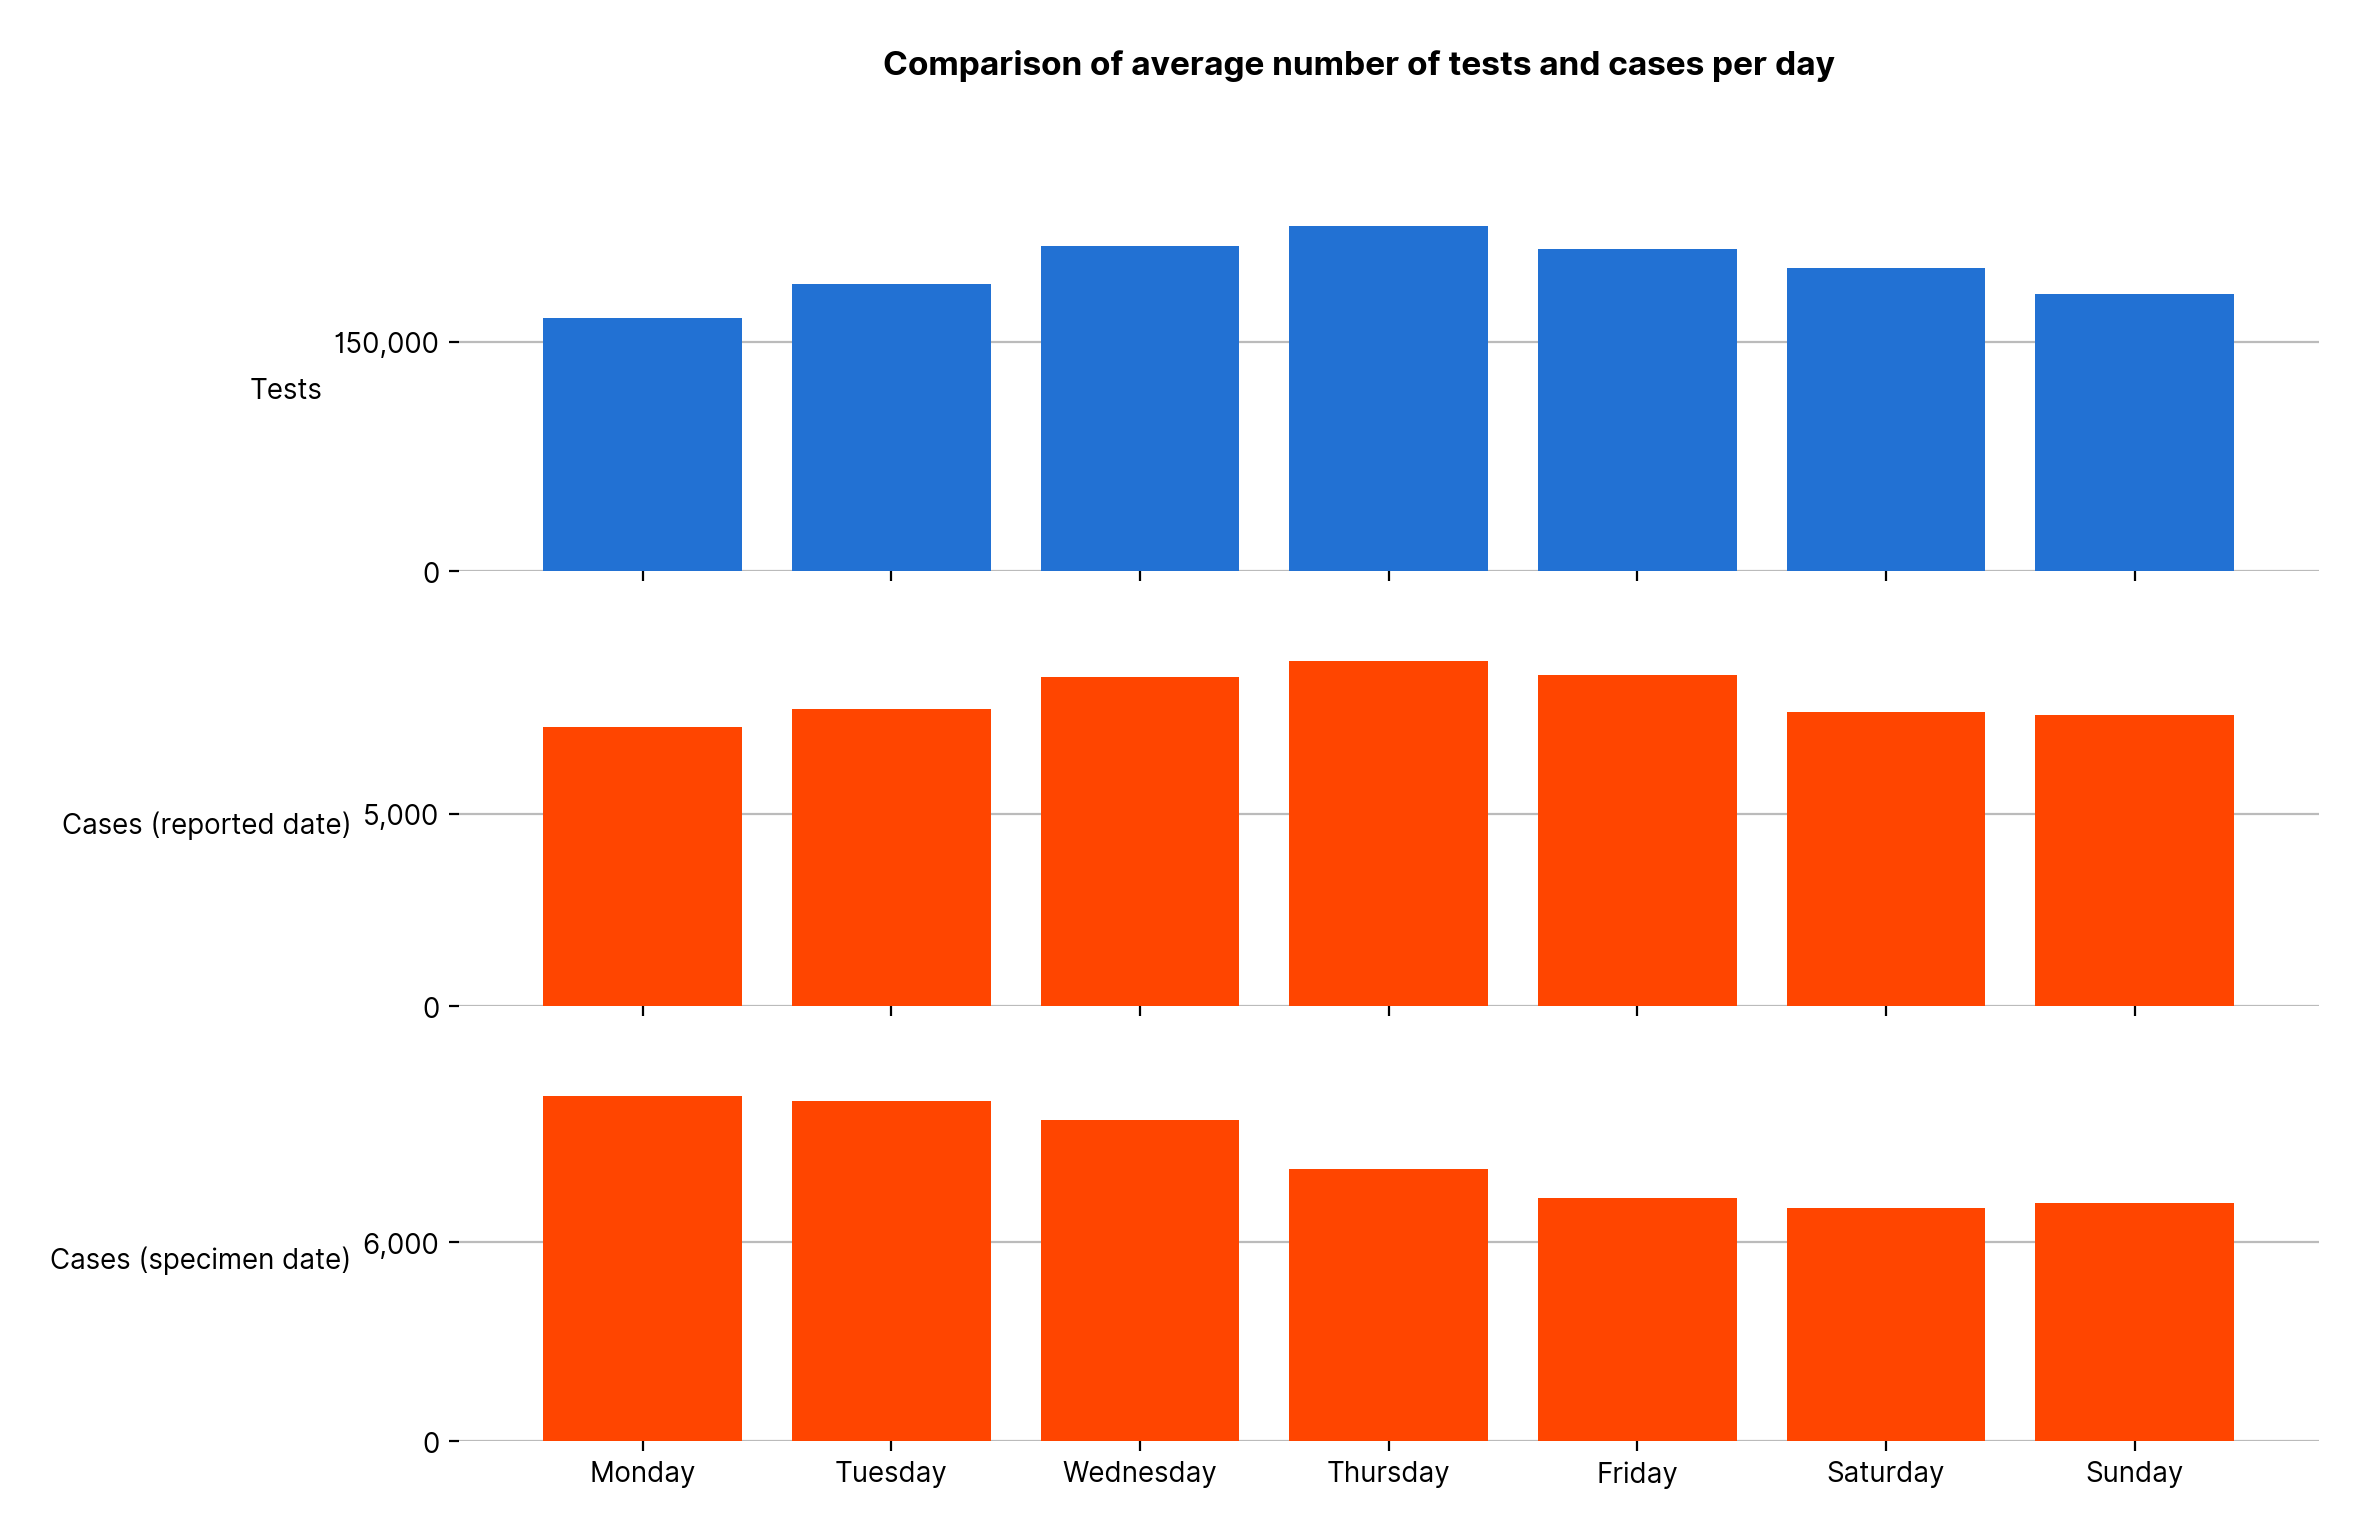 Comparison of average number of tests and cases per day
150,000
Tests
0
5,000
Cases (reported date)
0
6,000
Cases (specimen date)
0
Monday Tuesday Wednesday Thursday Friday Saturday Sunday